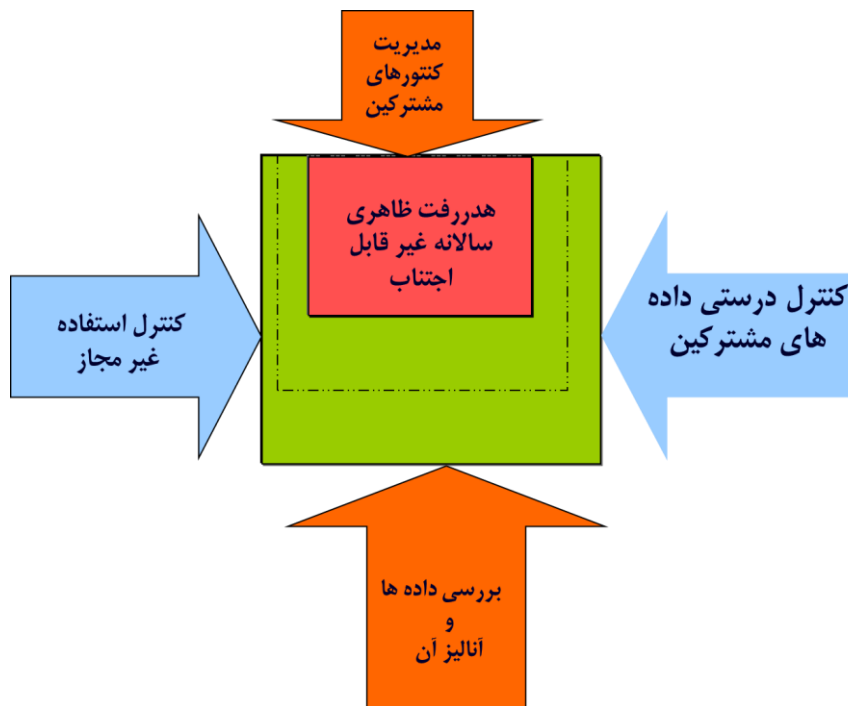 مدیریت
کنتورهای
مشترکین
هدررفت ظاهری
سالانه غیر قابل
اجتناب
کنترل درستی داده
های مشترکین
کنترل استفاده
غیر مجاز
بررسی داده ها
و
آنالیز آن